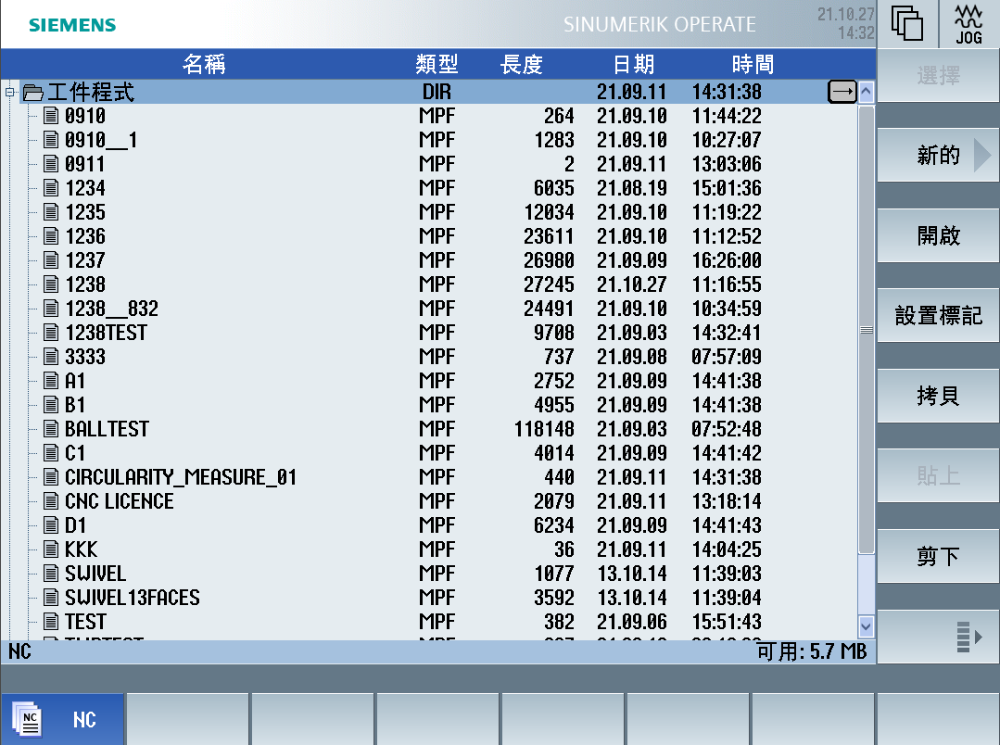 SIEMENS SINUMERIK OPERATE 21.10.27 14:32 JOG
名稱 類型 長度 日期 時間
工件程式 DIR 21.09.11 14:31:38
0910 MPF 264 21.09.10 11:44:22
0910__1 MPF 1283 21.09.10 10:27:07
0911 MPF 2 21.09.11 13:03:06
1234 MPF 6035 21.08.19 15:01:36
1235 MPF 12034 21.09.10 11:19:22
1236 MPF 23611 21.09.10 11:12:52
1237 MPF 26980 21.09.09 16:26:00
1238 MPF 27245 21.10.27 11:16:55
1238__832 MPF 24491 21.09.10 10:34:59
1238TEST MPF 9708 21.09.03 14:32:41
3333 MPF 737 21.09.08 07:57:09
A1 MPF 2752 21.09.09 14:41:38
B1 MPF 4955 21.09.09 14:41:38
BALLTEST MPF 118148 21.09.03 07:52:48
C1 MPF 4014 21.09.09 14:41:42
CIRCULARITY_MEASURE_01 MPF 440 21.09.11 14:31:38
CNC LICENCE MPF 2079 21.09.11 13:18:14
D1 MPF 6234 21.09.09 14:41:43
KKK MPF 36 21.09.11 14:04:25
SWIVEL MPF 1077 13.10.14 11:39:03
SWIVEL13FACES MPF 3592 13.10.14 11:39:04
TEST MPF 382 21.09.06 15:51:43
NC 可用: 5.7 MB
選擇
新的
開啟
設置標記
拷貝
貼上
剪下
NC NC